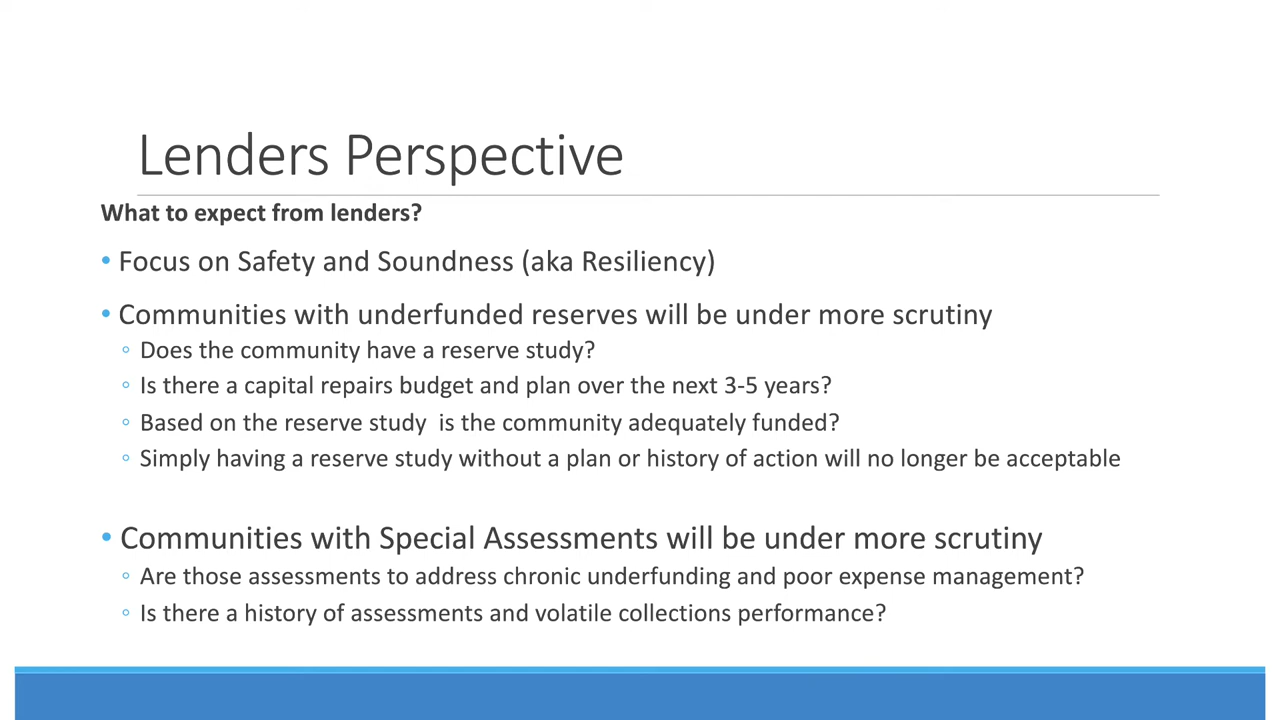 Lenders Perspective
What to expect from lenders?
• Focus on Safety and Soundness (aka Resiliency)
• Communities with underfunded reserves will be under more scrutiny
◦ Does the community have a reserve study?
◦ Is there a capital repairs budget and plan over the next 3-5 years?
◦ Based on the reserve study  is the community adequately funded?
◦ Simply having a reserve study without a plan or history of action will no longer be acceptable
• Communities with Special Assessments will be under more scrutiny
◦ Are those assessments to address chronic underfunding and poor expense management?
◦ Is there a history of assessments and volatile collections performance?